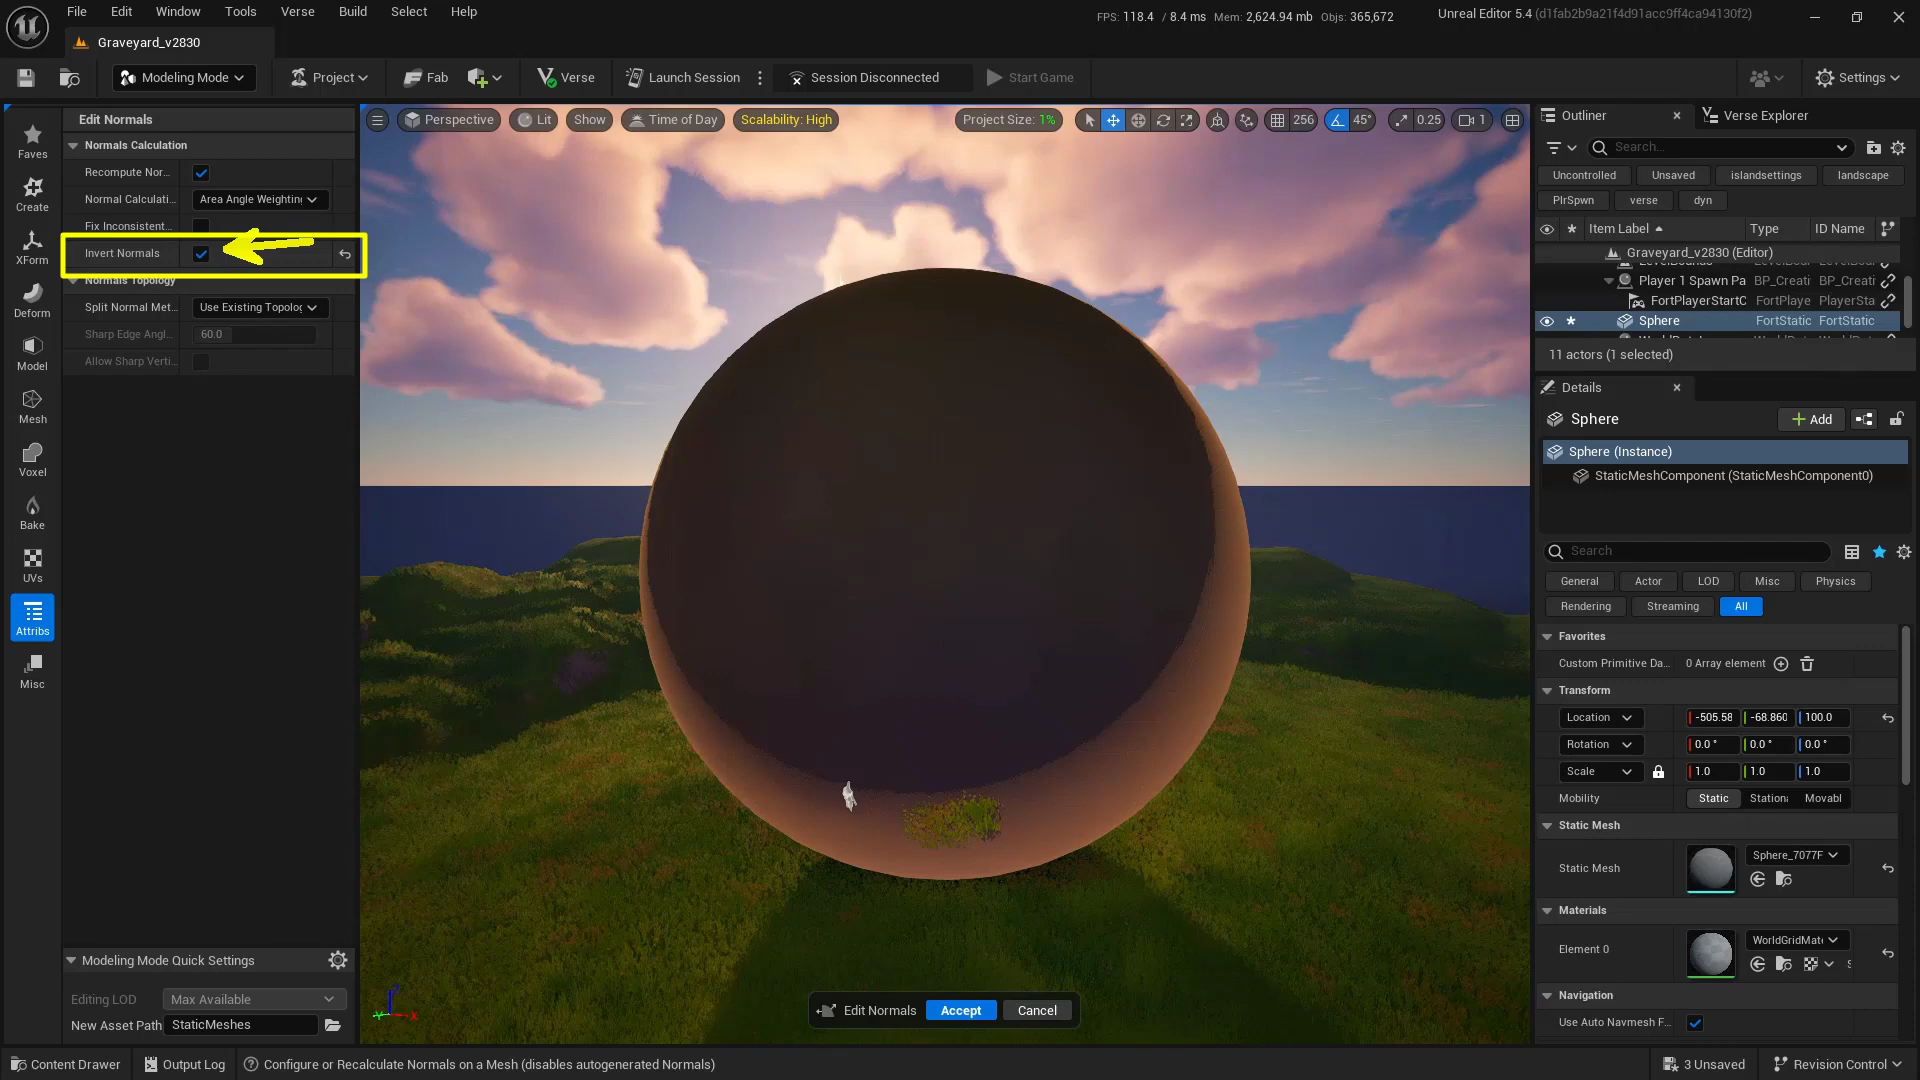 File Edit Window Tools Verse Build Select Help
FPS: 118.4 / 8.4 ms Mem: 2,624.94 mb Objs: 365,672
Unreal Editor 5.4 (d1fab2b9a21f4d91acc9ff4ca94130f2)
Graveyard_v2830
Modeling Mode
Project
Fab
Verse
Launch Session
Session Disconnected
Start Game
Settings
Edit Normals
Normals Calculation
Recompute Nor...
Normal Calculati...
Area Angle Weighting
Fix Inconsistent...
Invert Normals
Normals Topology
Split Normal Met...
Use Existing Topolog
Sharp Edge Angl...
60.0
Allow Sharp Verti...
Faves
Create
XForm
Deform
Model
Mesh
Voxel
Bake
UVs
Attribs
Misc
Perspective
Lit
Show
Time of Day
Scalability: High
Project Size: 1%
256
45°
0.25
1
Edit Normals
Accept
Cancel
Modeling Mode Quick Settings
Editing LOD
Max Available
New Asset Path
StaticMeshes
Outliner
Verse Explorer
Search...
Uncontrolled
Unsaved
islandsettings
landscape
PlrSpwn
verse
dyn
Item Label
Type
ID Name
Graveyard_v2830 (Editor)
Player 1 Spawn Pa BP_Creati BP_Creati
FortPlayerStartC FortPlaye PlayerSta
Sphere FortStatic FortStatic
11 actors (1 selected)
Details
Sphere
Add
Sphere (Instance)
StaticMeshComponent (StaticMeshComponent0)
Search
General
Actor
LOD
Misc
Physics
Rendering
Streaming
All
Favorites
Custom Primitive Da...
0 Array element
Transform
Location
-505.58
-68.860
100.0
Rotation
0.0 °
0.0 °
0.0 °
Scale
1.0
1.0
1.0
Mobility
Static
Station
Movabl
Static Mesh
Static Mesh
Sphere_7077F
Materials
Element 0
WorldGridMat
Navigation
Use Auto Navmesh F...
Content Drawer
Output Log
Configure or Recalculate Normals on a Mesh (disables autogenerated Normals)
3 Unsaved
Revision Control